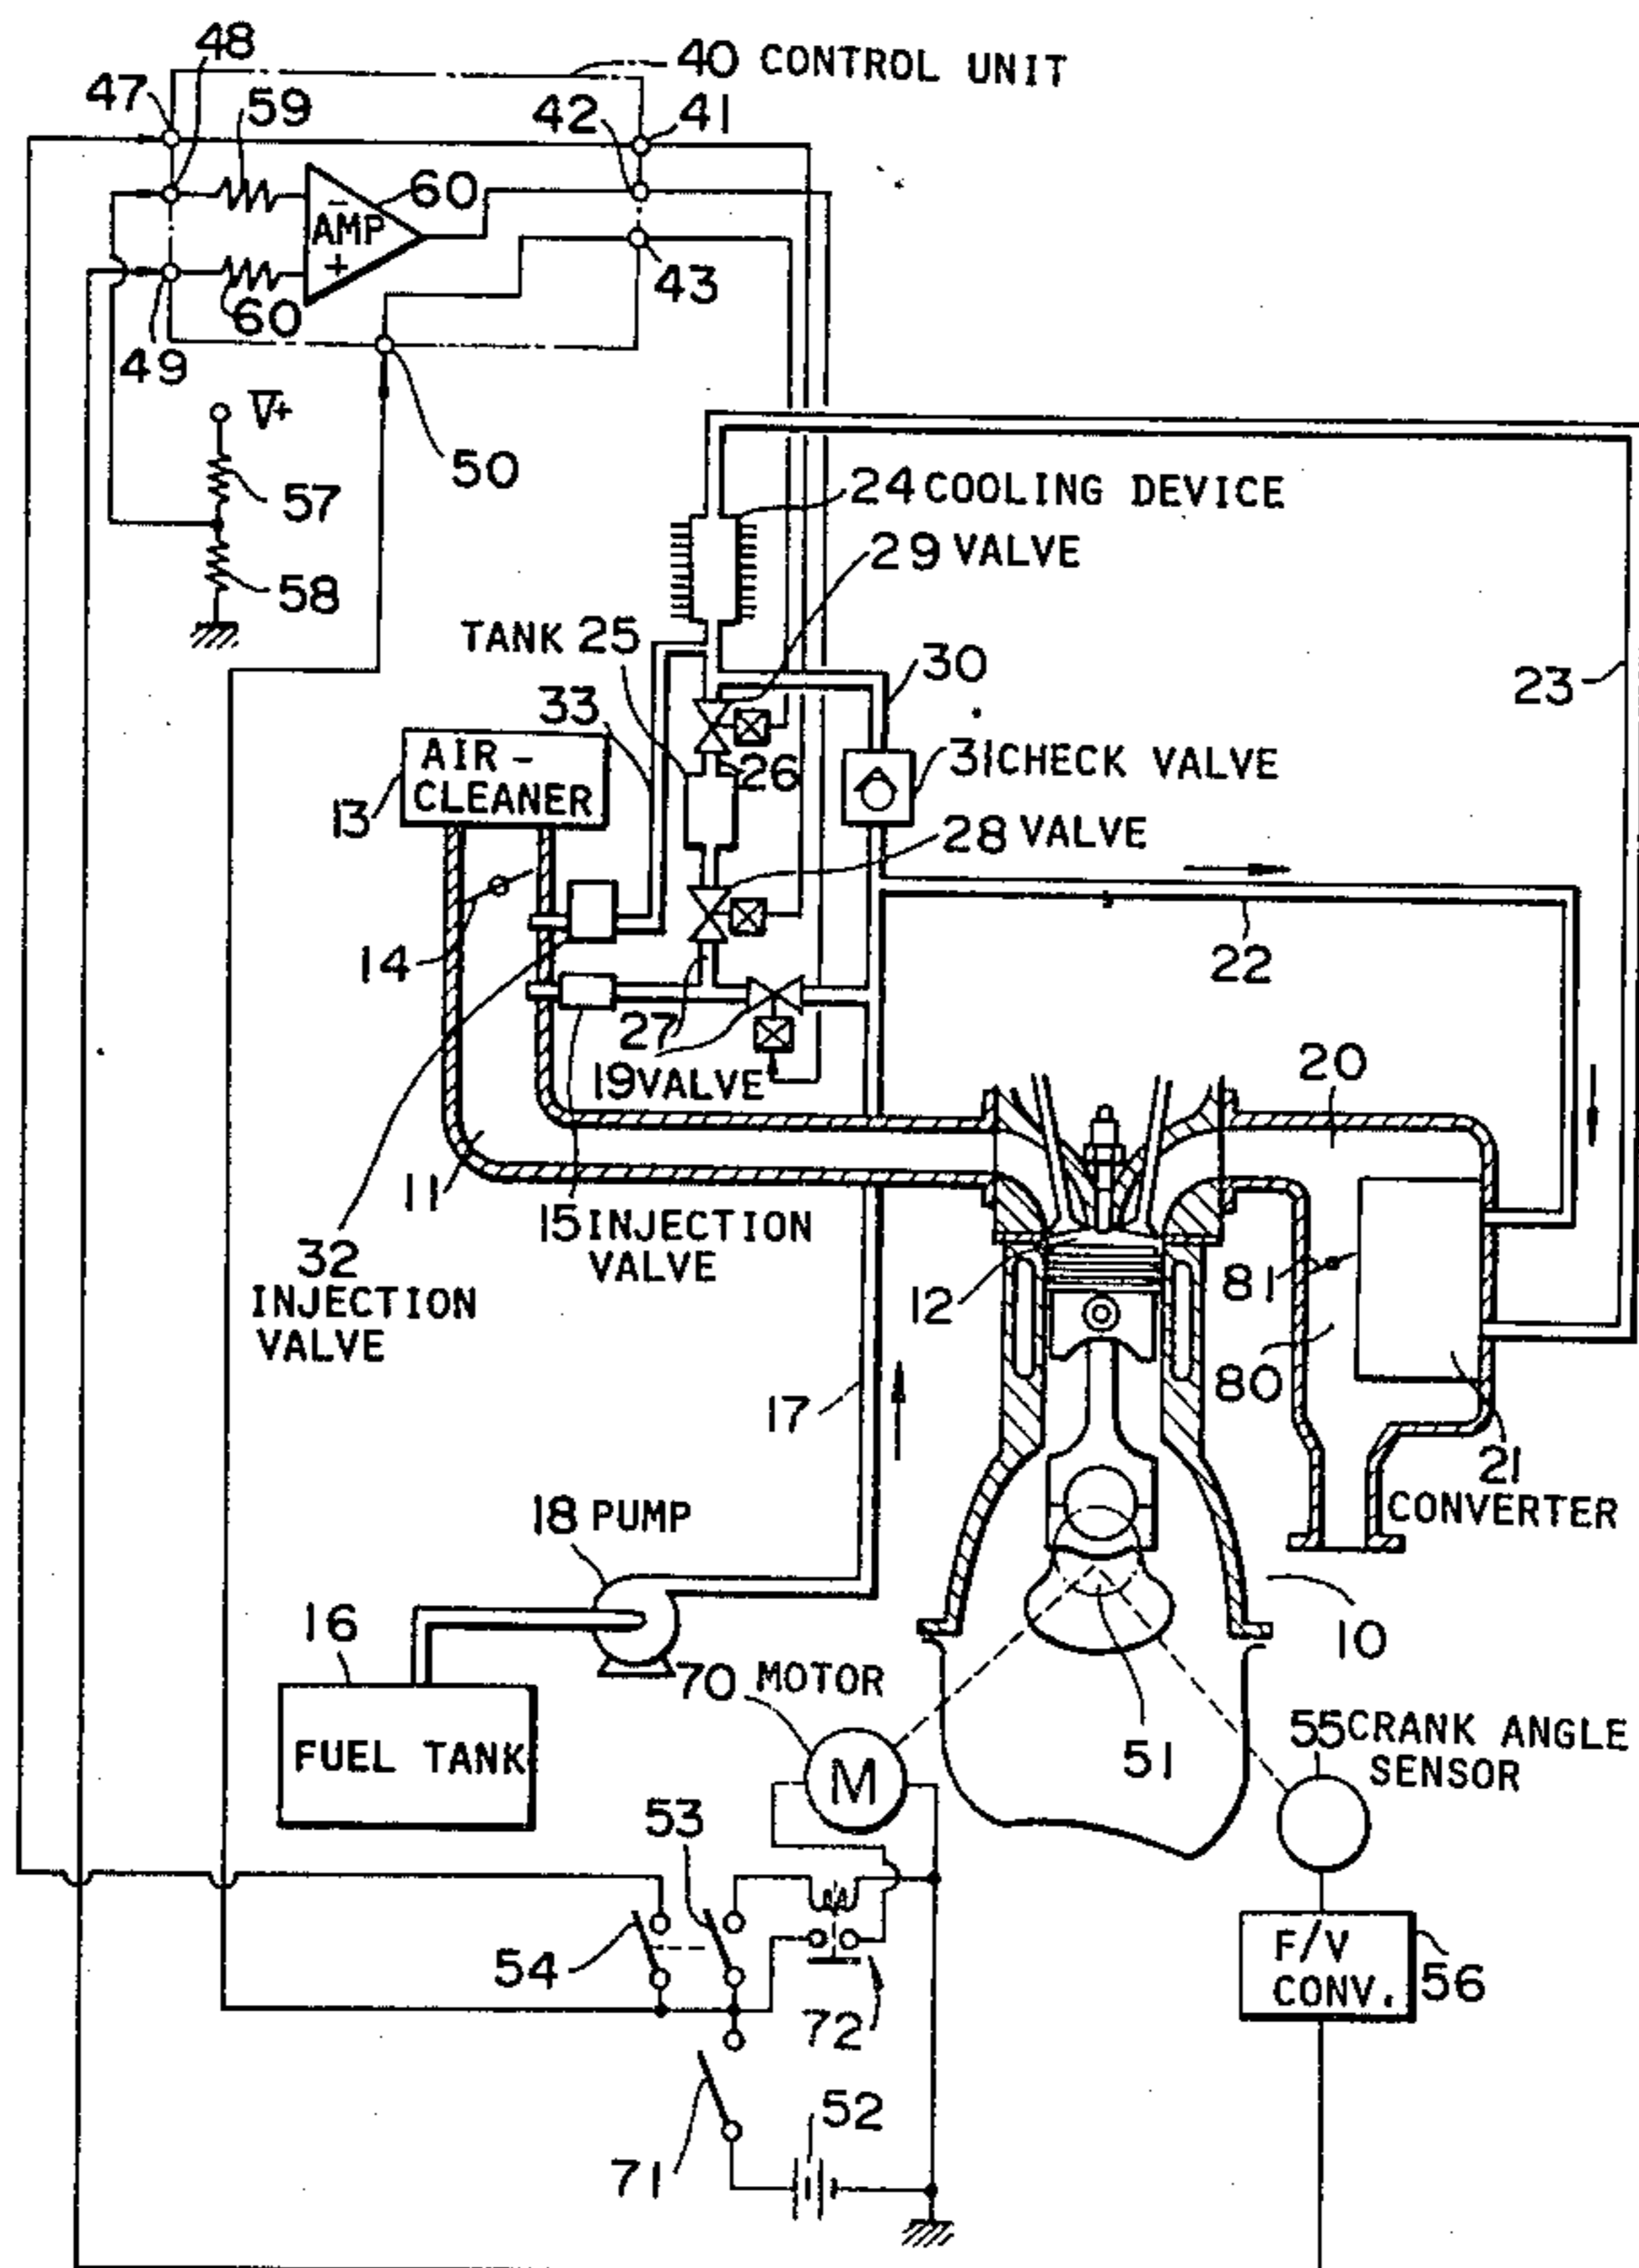 48
40 CONTROL UNIT
47
59
42
41
60
-
AMP
+
43
60
49
V+
50
57
24 COOLING DEVICE
29 VALVE
58
TANK 25
30
23
33
AIR-
CLEANER
26
31 CHECK VALVE
13
28 VALVE
14
22
27
19 VALVE
20
11
15 INJECTION
VALVE
32
INJECTION
VALVE
12
81
80
17
21
CONVERTER
18 PUMP
16
10
70 MOTOR
FUEL TANK
M
51
55 CRANK ANGLE
SENSOR
53
54
F/V
CONV.
56
72
52
71